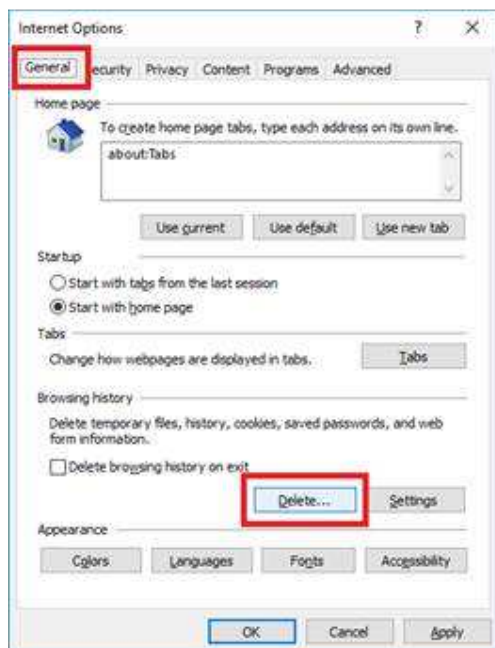 Internet Options
? ×
General Security Privacy Content Programs Advanced
Home page
To create home page tabs, type each address on its own line.
about:Tabs
Use current Use default Use new tab
Startup
Start with tabs from the last session
Start with home page
Tabs
Change how webpages are displayed in tabs. Tabs
Browsing history
Delete temporary files, history, cookies, saved passwords, and web
form information.
Delete browsing history on exit
Delete... Settings
Appearance
Colors Languages Fonts Accessibility
OK Cancel Apply